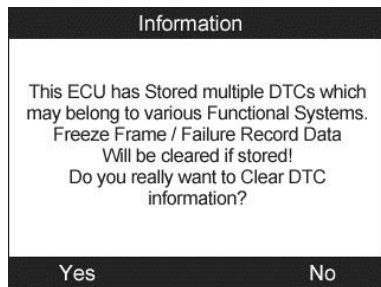 Information
This ECU has Stored multiple DTCs which
may belong to various Functional Systems.
Freeze Frame / Failure Record Data
Will be cleared if stored!
Do you really want to Clear DTC
information?
Yes No